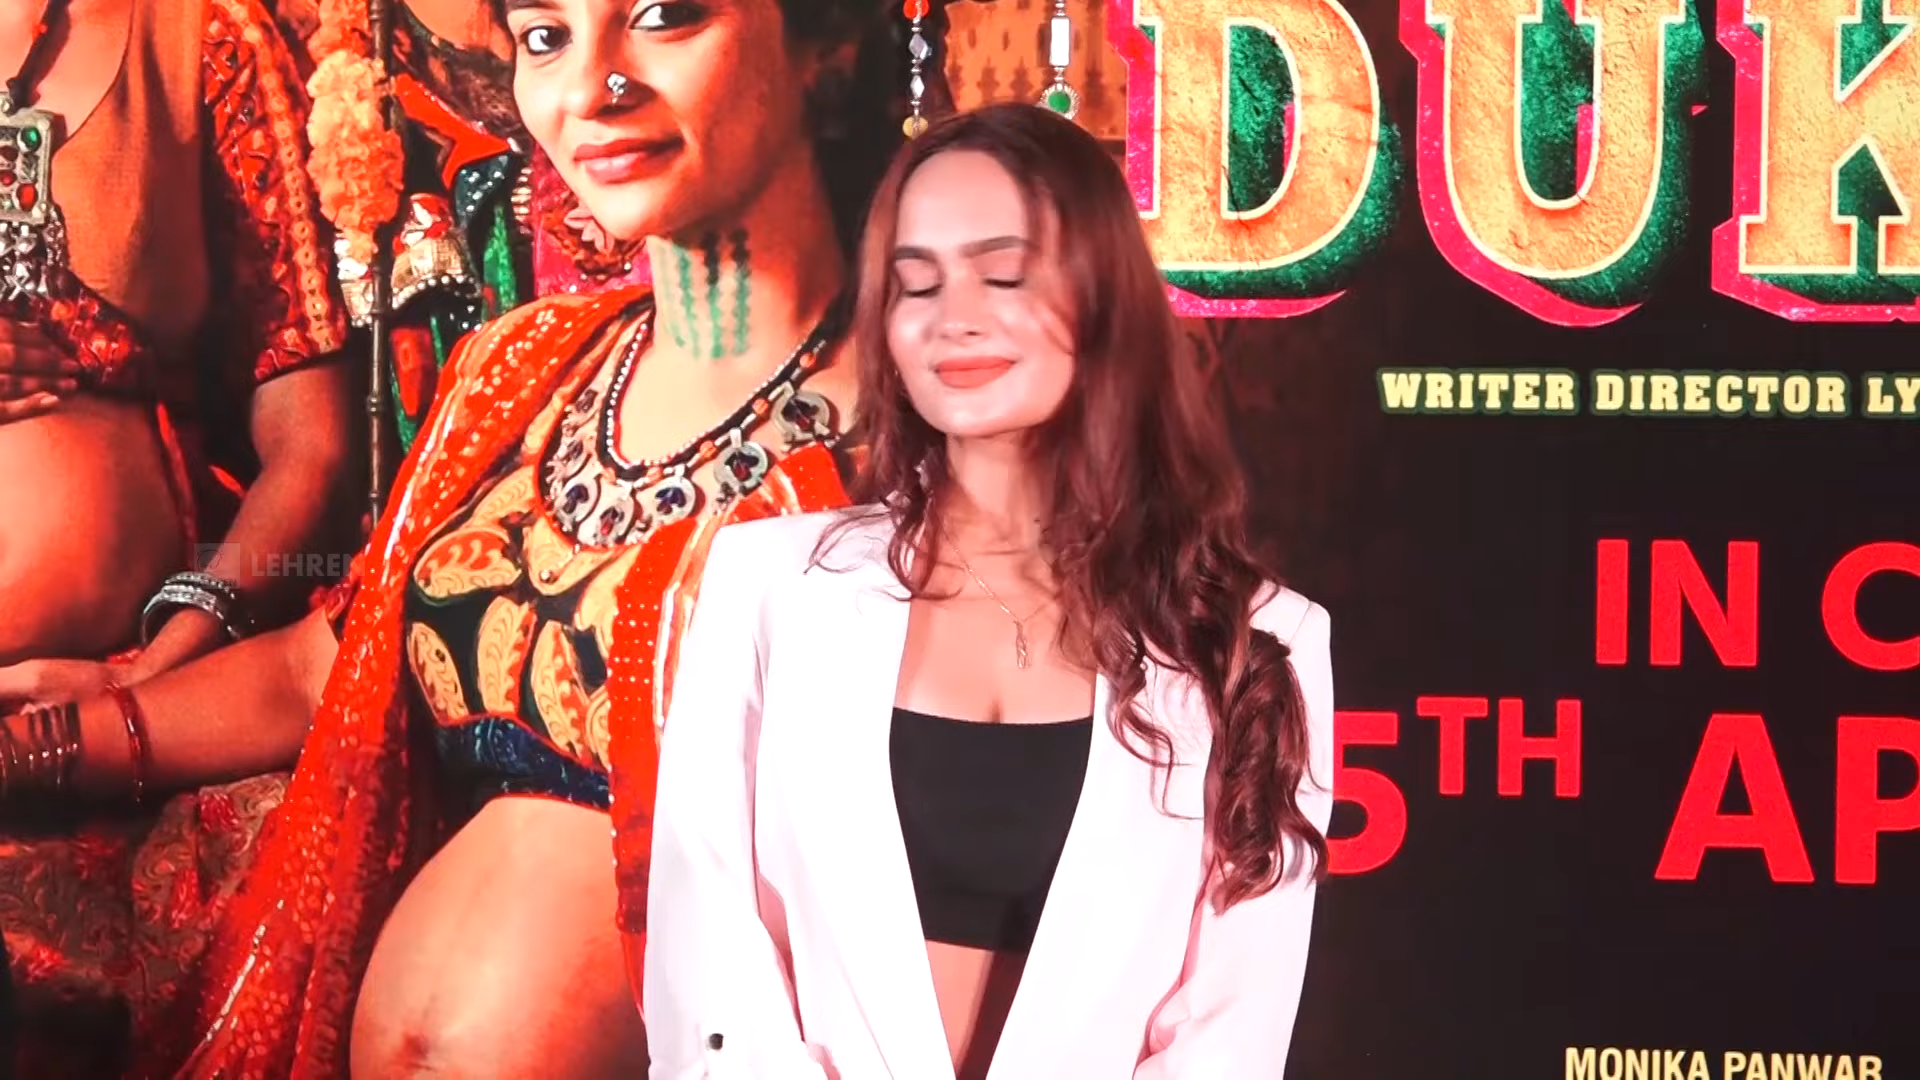 DUK
WRITER DIRECTOR LY
LEHREN
IN C
5TH AP
MONIKA PANWAR